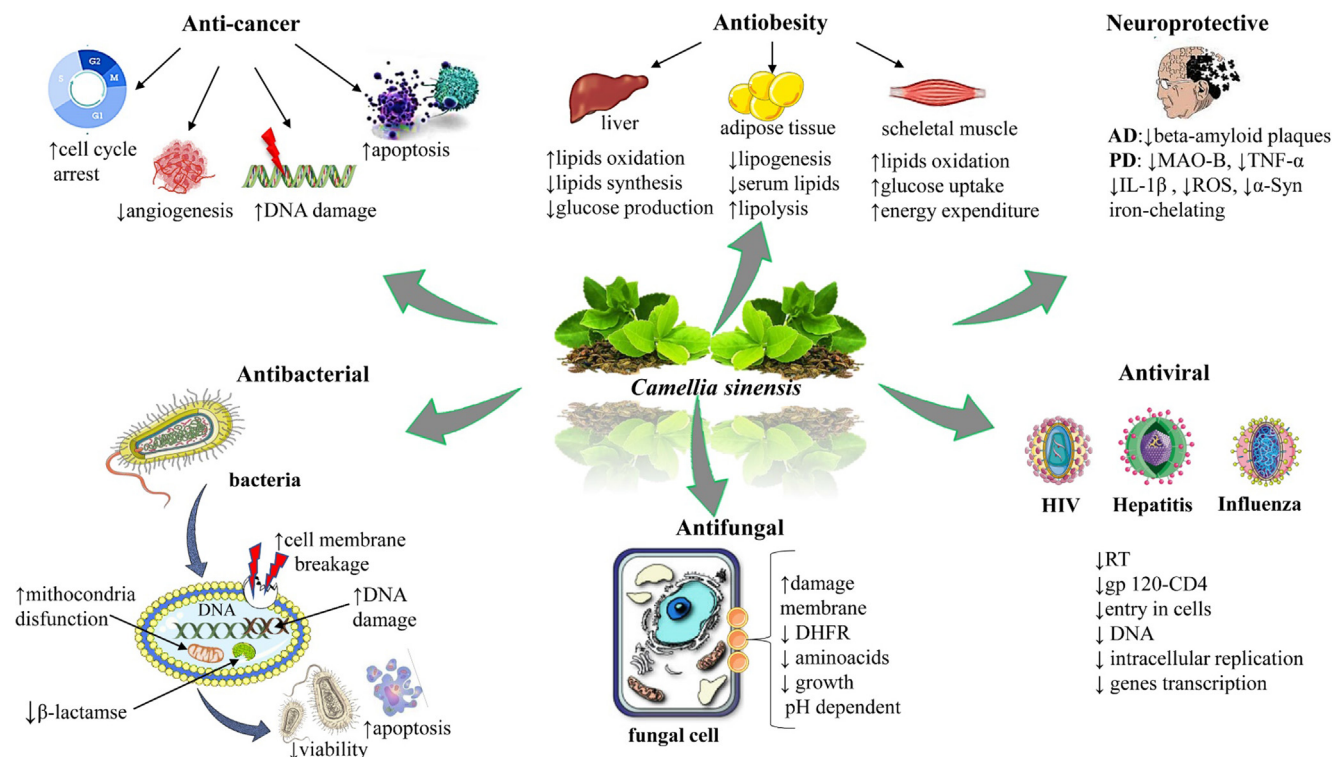 Anti-cancer
G2
S
M
G1
↑cell cycle
arrest
↓angiogenesis
↑DNA damage
↑apoptosis
Antiobesity
liver
↑lipids oxidation
↓lipids synthesis
↓glucose production
adipose tissue
↓lipogenesis
↓serum lipids
↑lipolysis
scheletal muscle
↑lipids oxidation
↑glucose uptake
↑energy expenditure
Neuroprotective
AD:↓beta-amyloid plaques
PD: ↓MAO-B, ↓TNF-α
↓IL-1β , ↓ROS, ↓α-Syn
iron-chelating
Camellia sinensis
Antibacterial
bacteria
↑cell membrane
breakage
↑mithocondria
disfunction
DNA
↑DNA
damage
↓β-lactamse
↓viability
↑apoptosis
Antifungal
fungal cell
↑damage
membrane
↓ DHFR
↓ aminoacids
↓ growth
pH dependent
Antiviral
HIV
Hepatitis
Influenza
↓RT
↓gp 120-CD4
↓entry in cells
↓ DNA
↓ intracellular replication
↓ genes transcription